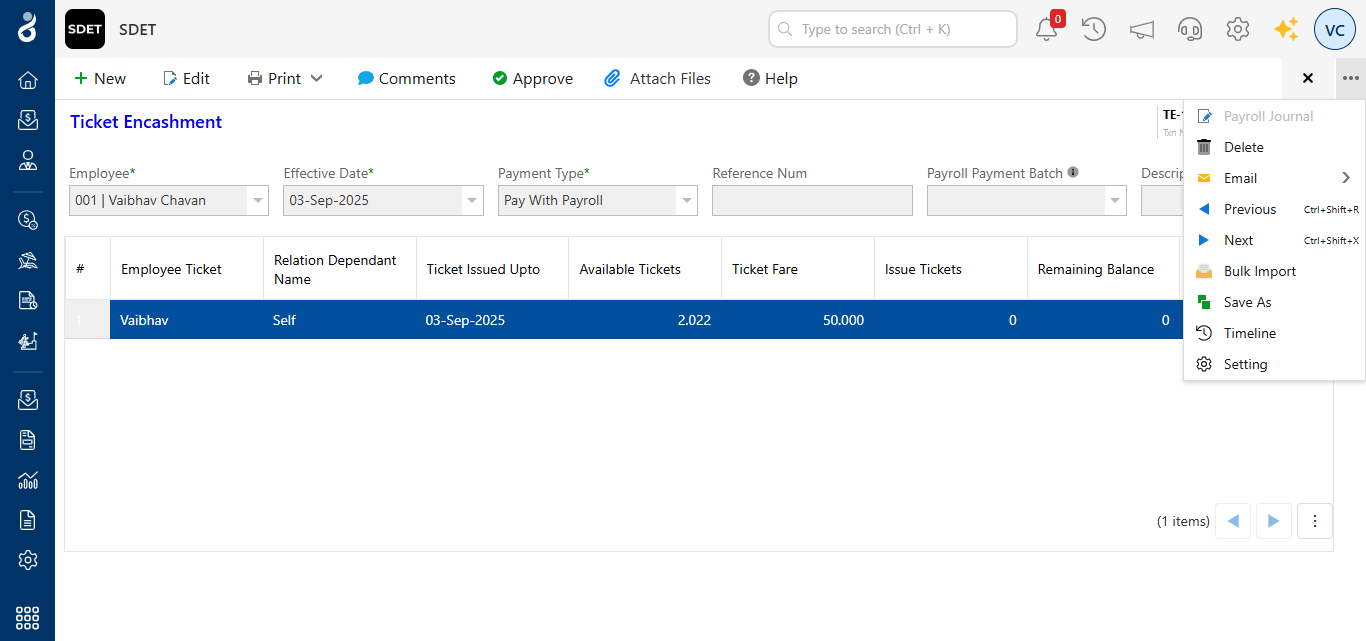 SDET SDET Type to search (Ctrl + K) 0 VC
New Edit Print Comments Approve Attach Files Help
Ticket Encashment
TE-
Txn N
Employee* Effective Date* Payment Type* Reference Num Payroll Payment Batch Descrip
001 | Vaibhav Chavan 03-Sep-2025 Pay With Payroll
# Employee Ticket Relation Dependant Name Ticket Issued Upto Available Tickets Ticket Fare Issue Tickets Remaining Balance
1 Vaibhav Self 03-Sep-2025 2.022 50.000 0 0
Payroll Journal
Delete
Email
Previous Ctrl+Shift+R
Next Ctrl+Shift+X
Bulk Import
Save As
Timeline
Setting
(1 items)